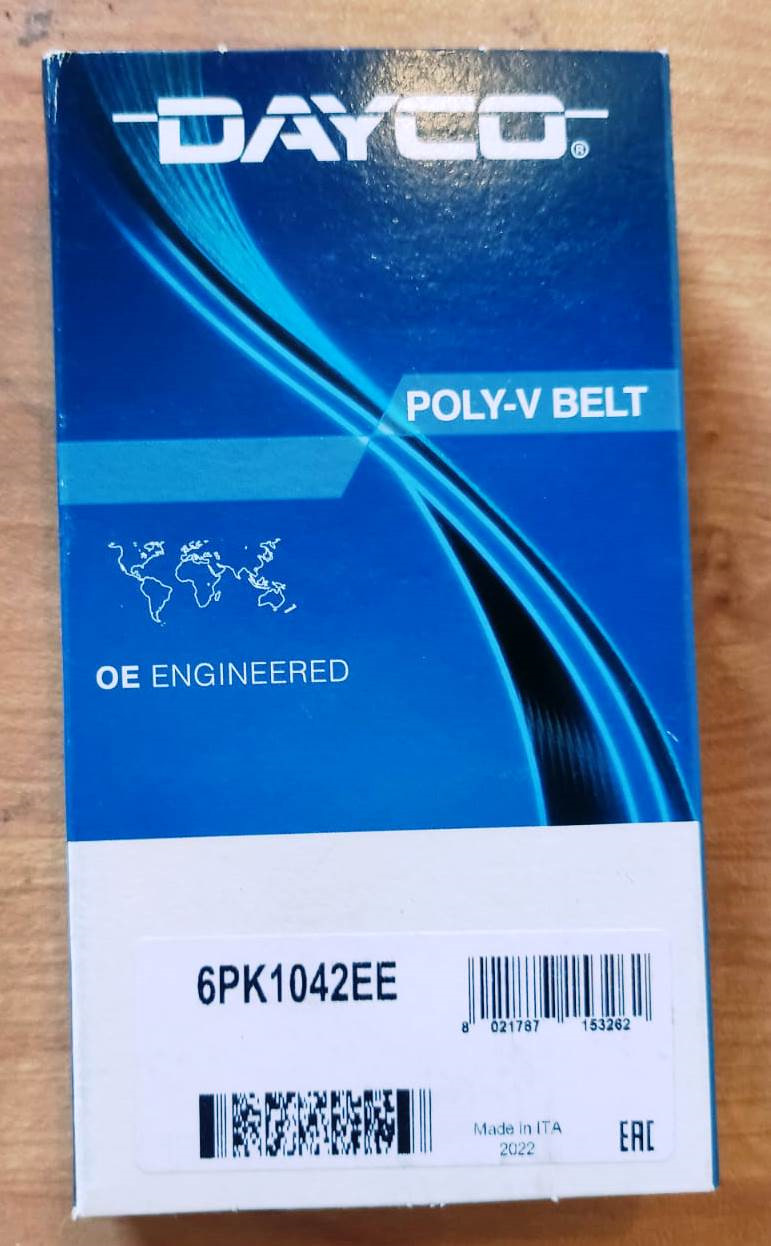 DAYCO®
POLY-V BELT
OE ENGINEERED
6PK1042EE
8 021787 153262
Made in ITA
2022
EAC